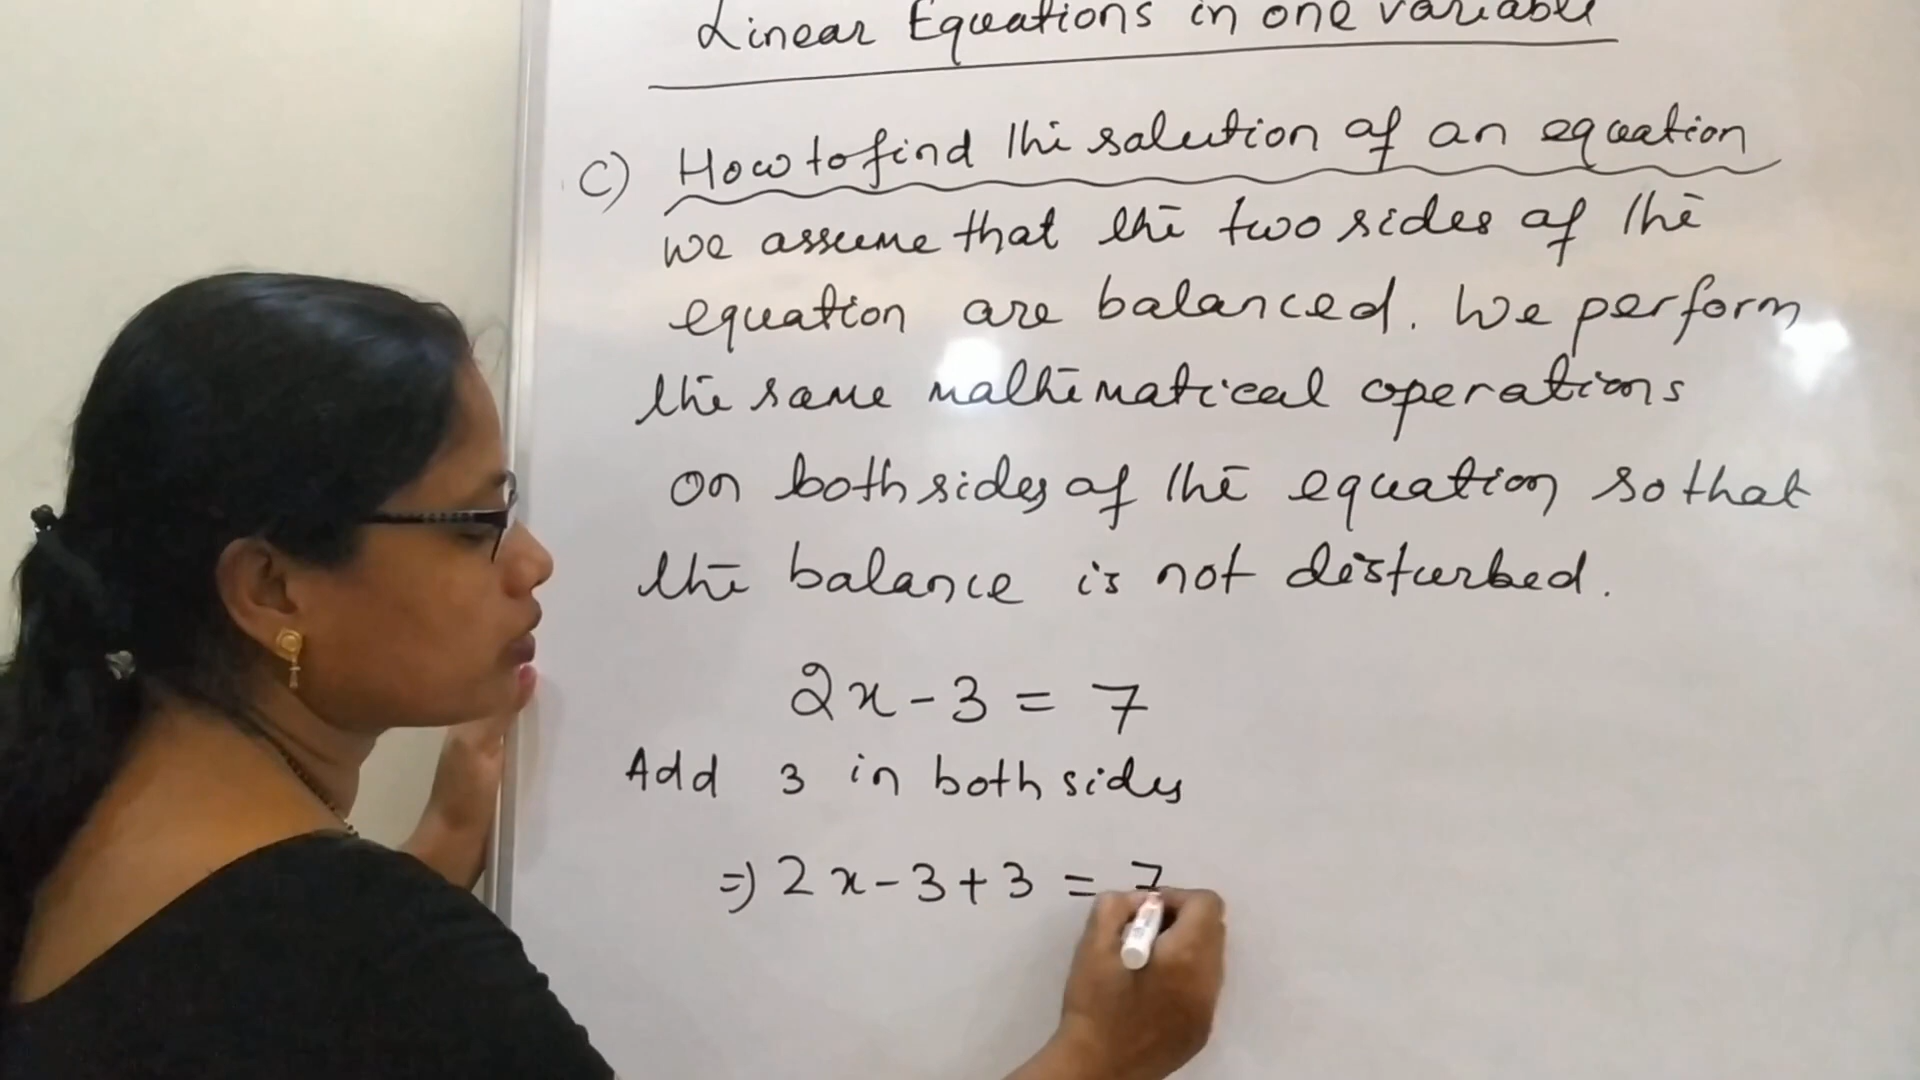 Linear Equations in one variable
c) How to find the solution of an equation
we assume that the two sides of the
equation are balanced. We perform
the same mathematical operations
on both sides of the equation so that
the balance is not disturbed.
2x - 3 = 7
Add 3 in both sides
⇒) 2x - 3 + 3 = 7